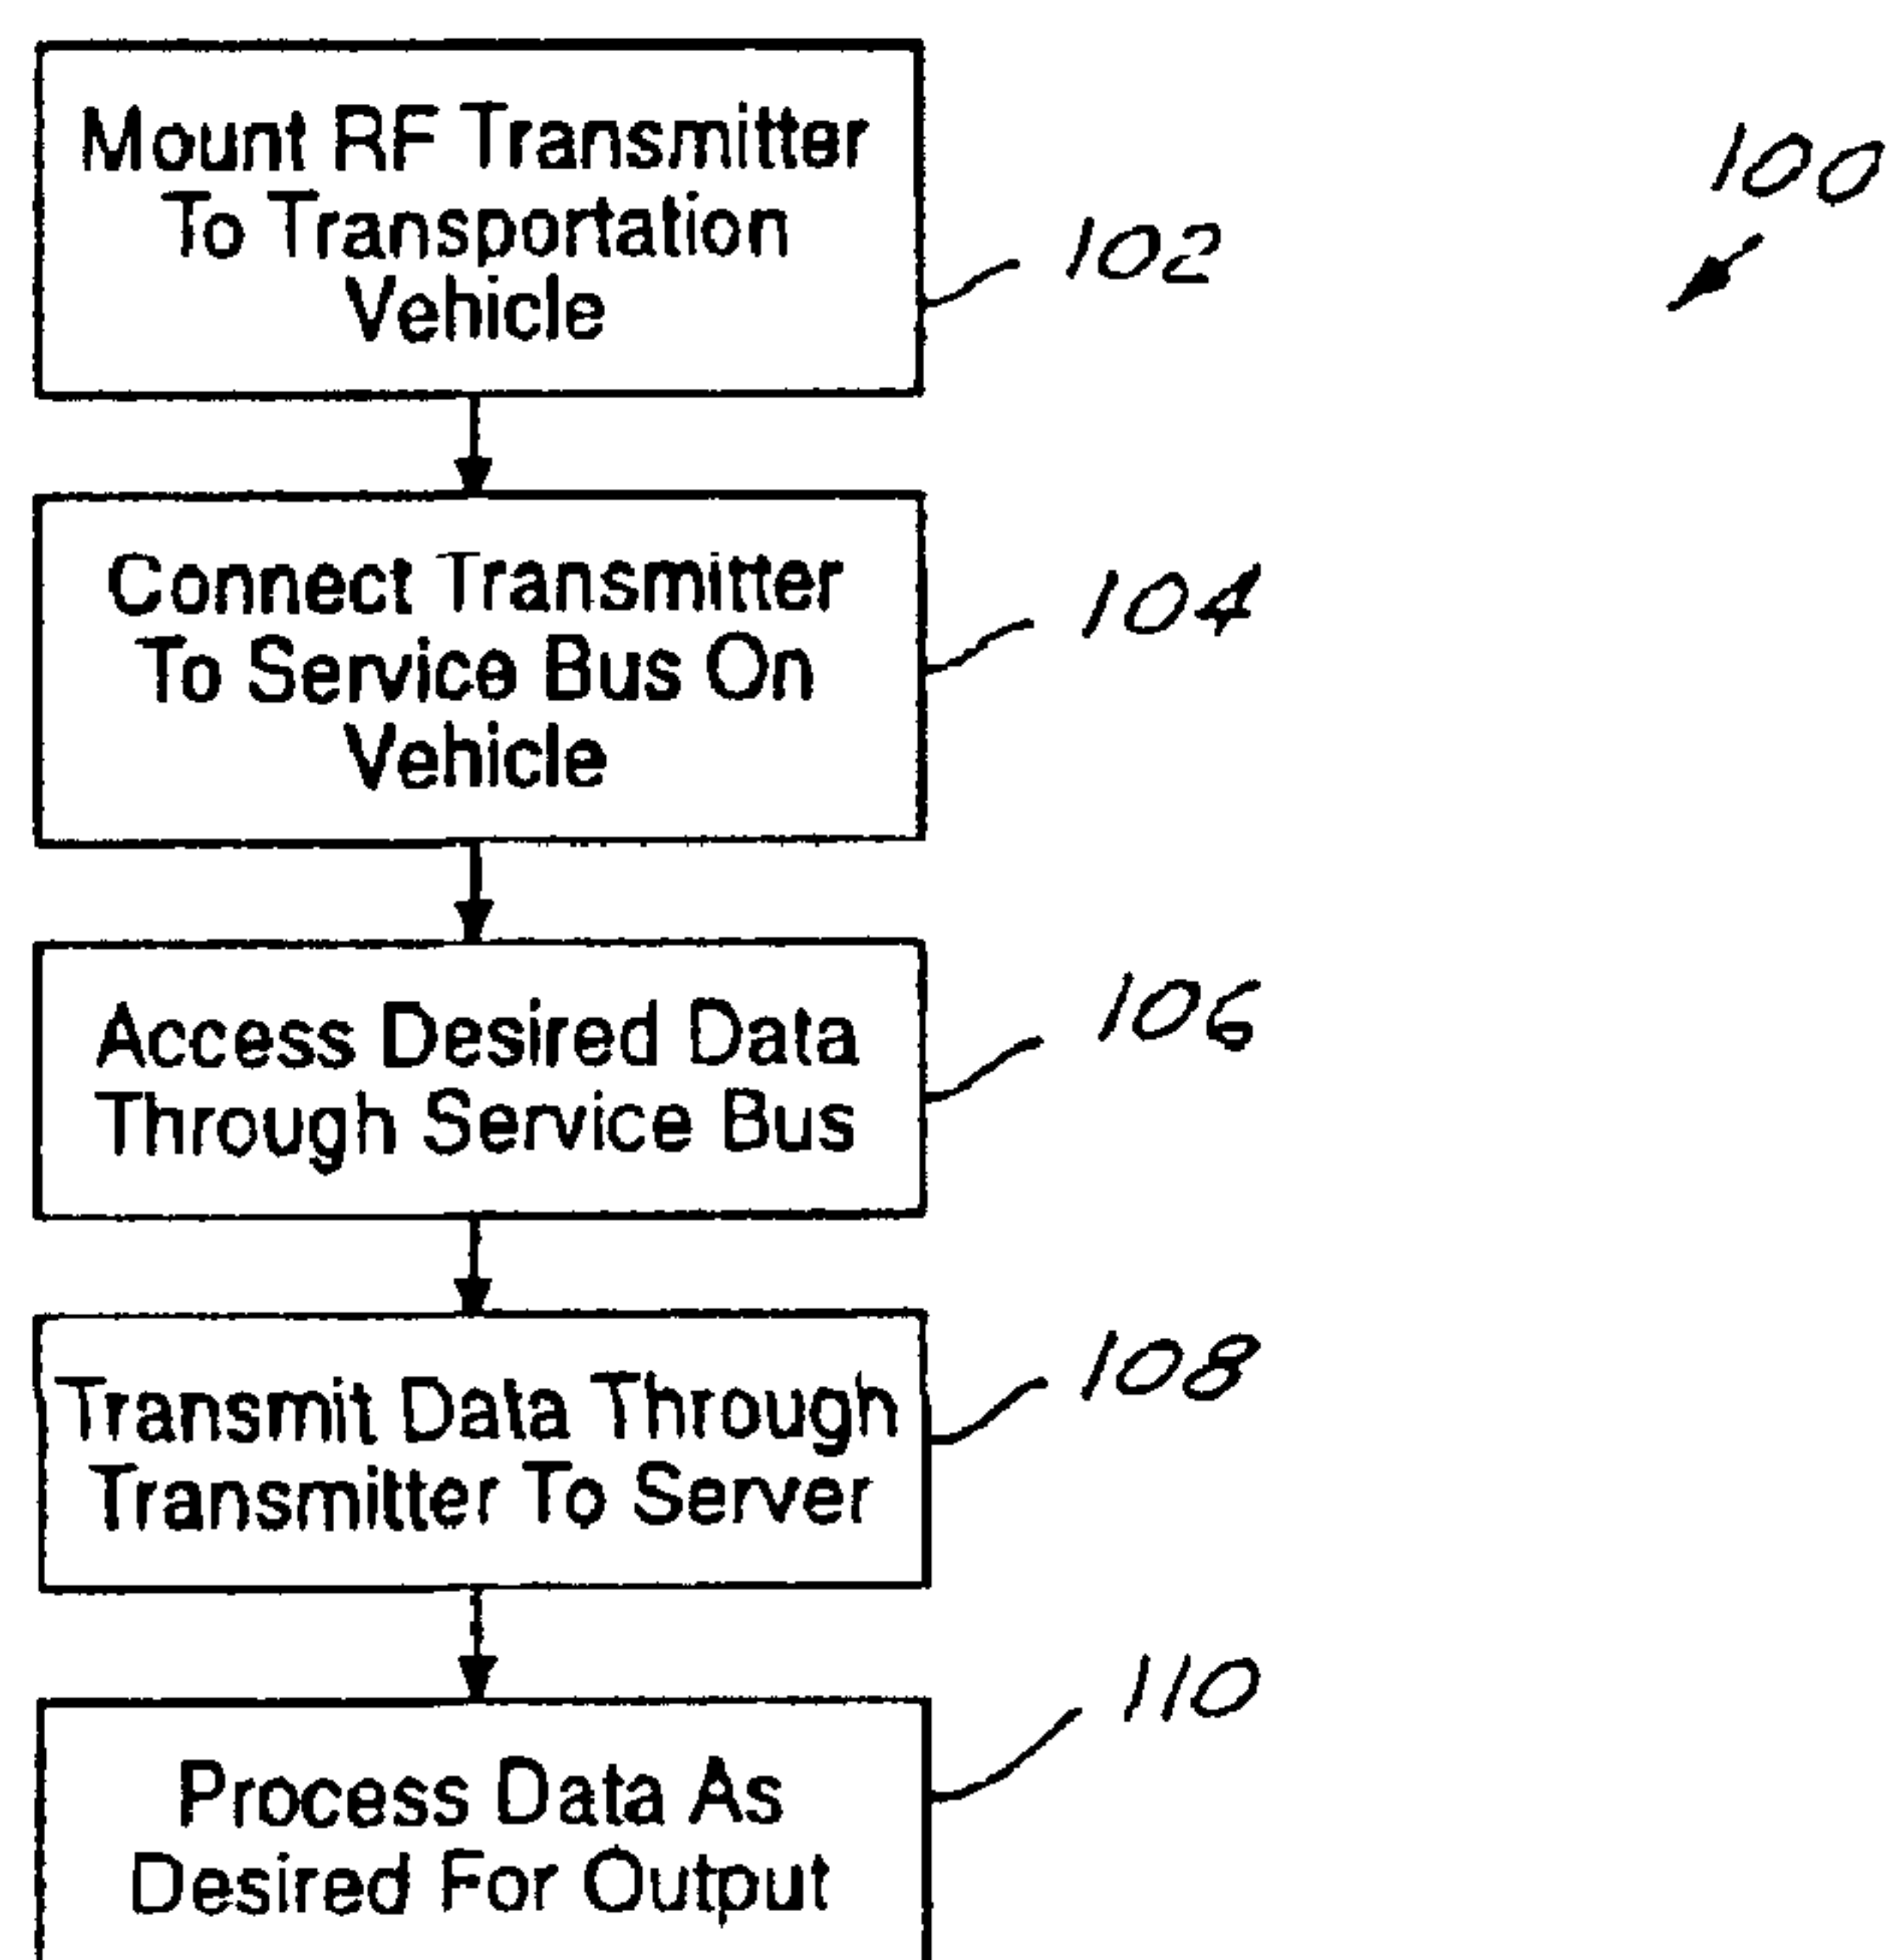 Mount RF Transmitter
To Transportation
Vehicle
102
100
Connect Transmitter
To Service Bus On
Vehicle
104
Access Desired Data
Through Service Bus
106
Transmit Data Through
Transmitter To Server
108
Process Data As
Desired For Output
110